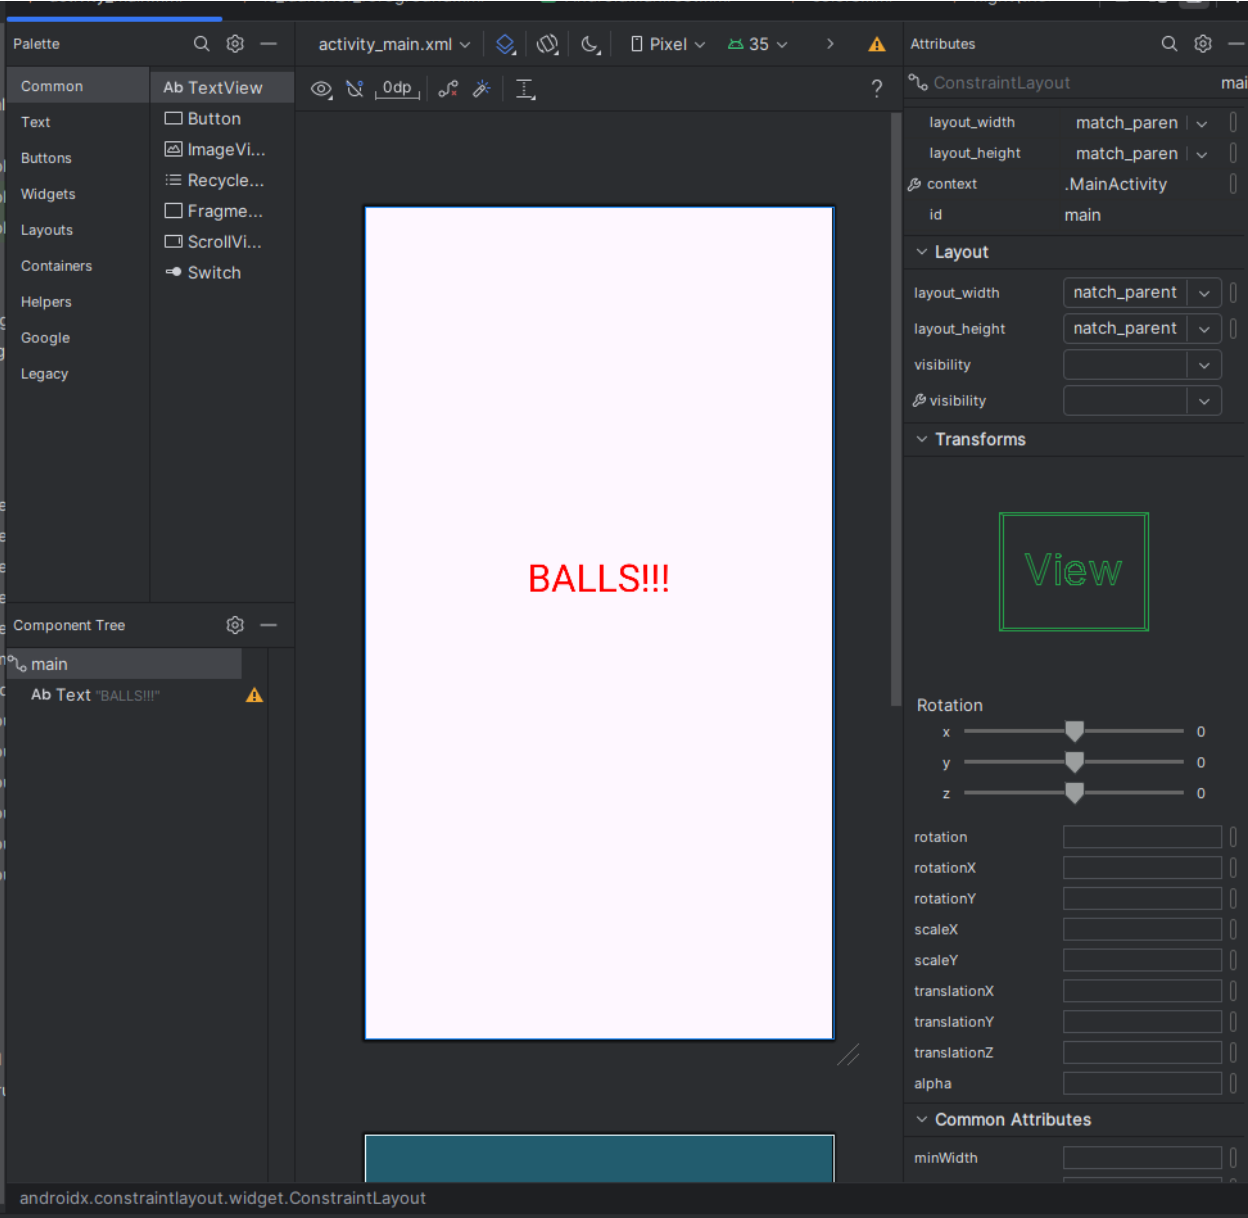 Palette
activity_main.xml
Pixel
35
Attributes
Common
Text
Buttons
Widgets
Layouts
Containers
Helpers
Google
Legacy
Ab TextView
Button
ImageVi...
Recycle...
Fragme...
ScrollVi...
Switch
0dp
?
ConstraintLayout
mai
layout_width
match_paren
layout_height
match_paren
context
.MainActivity
id
main
Layout
layout_width
natch_parent
layout_height
natch_parent
visibility
visibility
Transforms
View
BALLS!!!
Component Tree
main
Ab Text "BALLS!!!"
Rotation
x 0
y 0
z 0
rotation
rotationX
rotationY
scaleX
scaleY
translationX
translationY
translationZ
alpha
Common Attributes
minWidth
androidx.constraintlayout.widget.ConstraintLayout